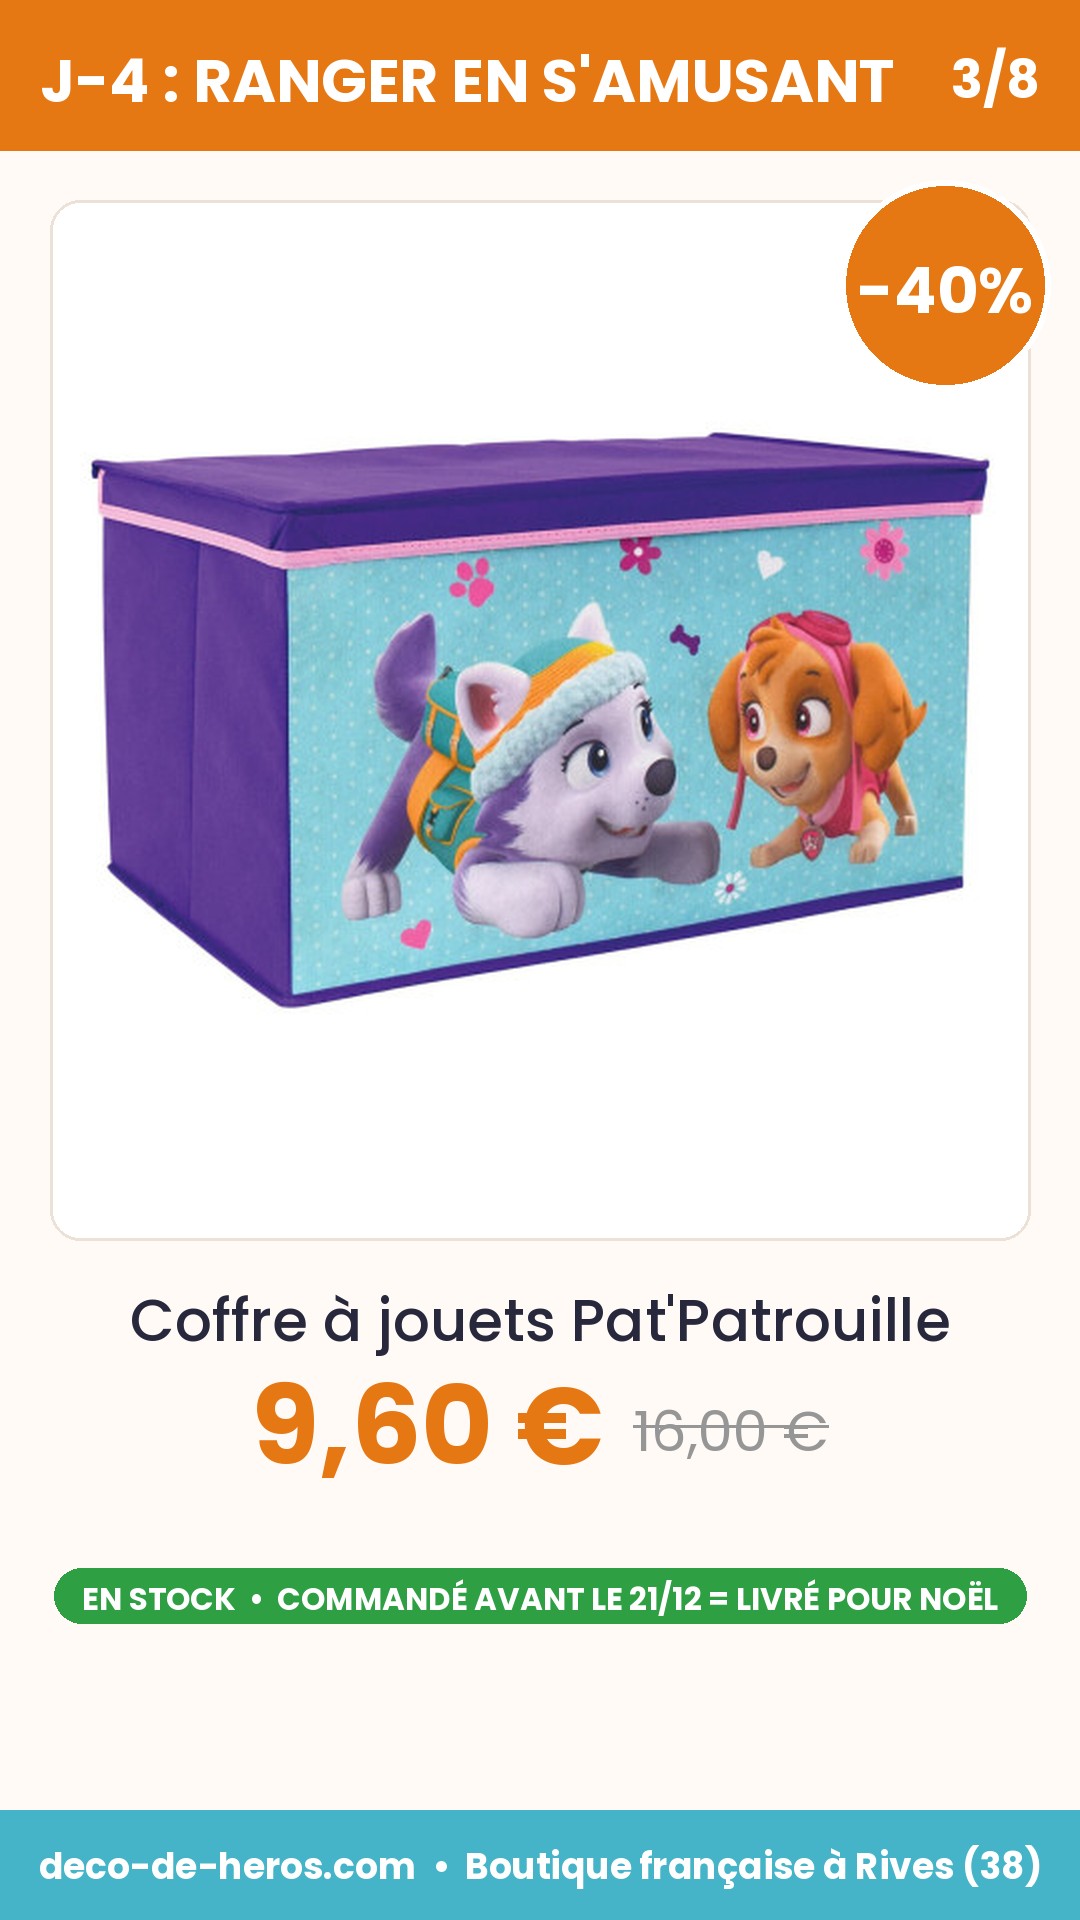 J-4 : RANGER EN S'AMUSANT 3/8
-40%
Coffre à jouets Pat'Patrouille
9,60 € 16,00 €
EN STOCK • COMMANDÉ AVANT LE 21/12 = LIVRÉ POUR NOËL
deco-de-heros.com • Boutique française à Rives (38)